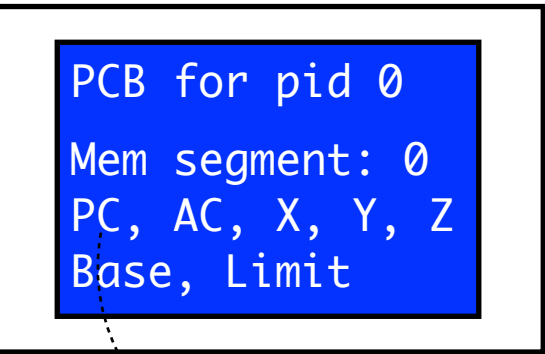 PCB for pid 0
Mem segment: 0
PC, AC, X, Y, Z
Base, Limit